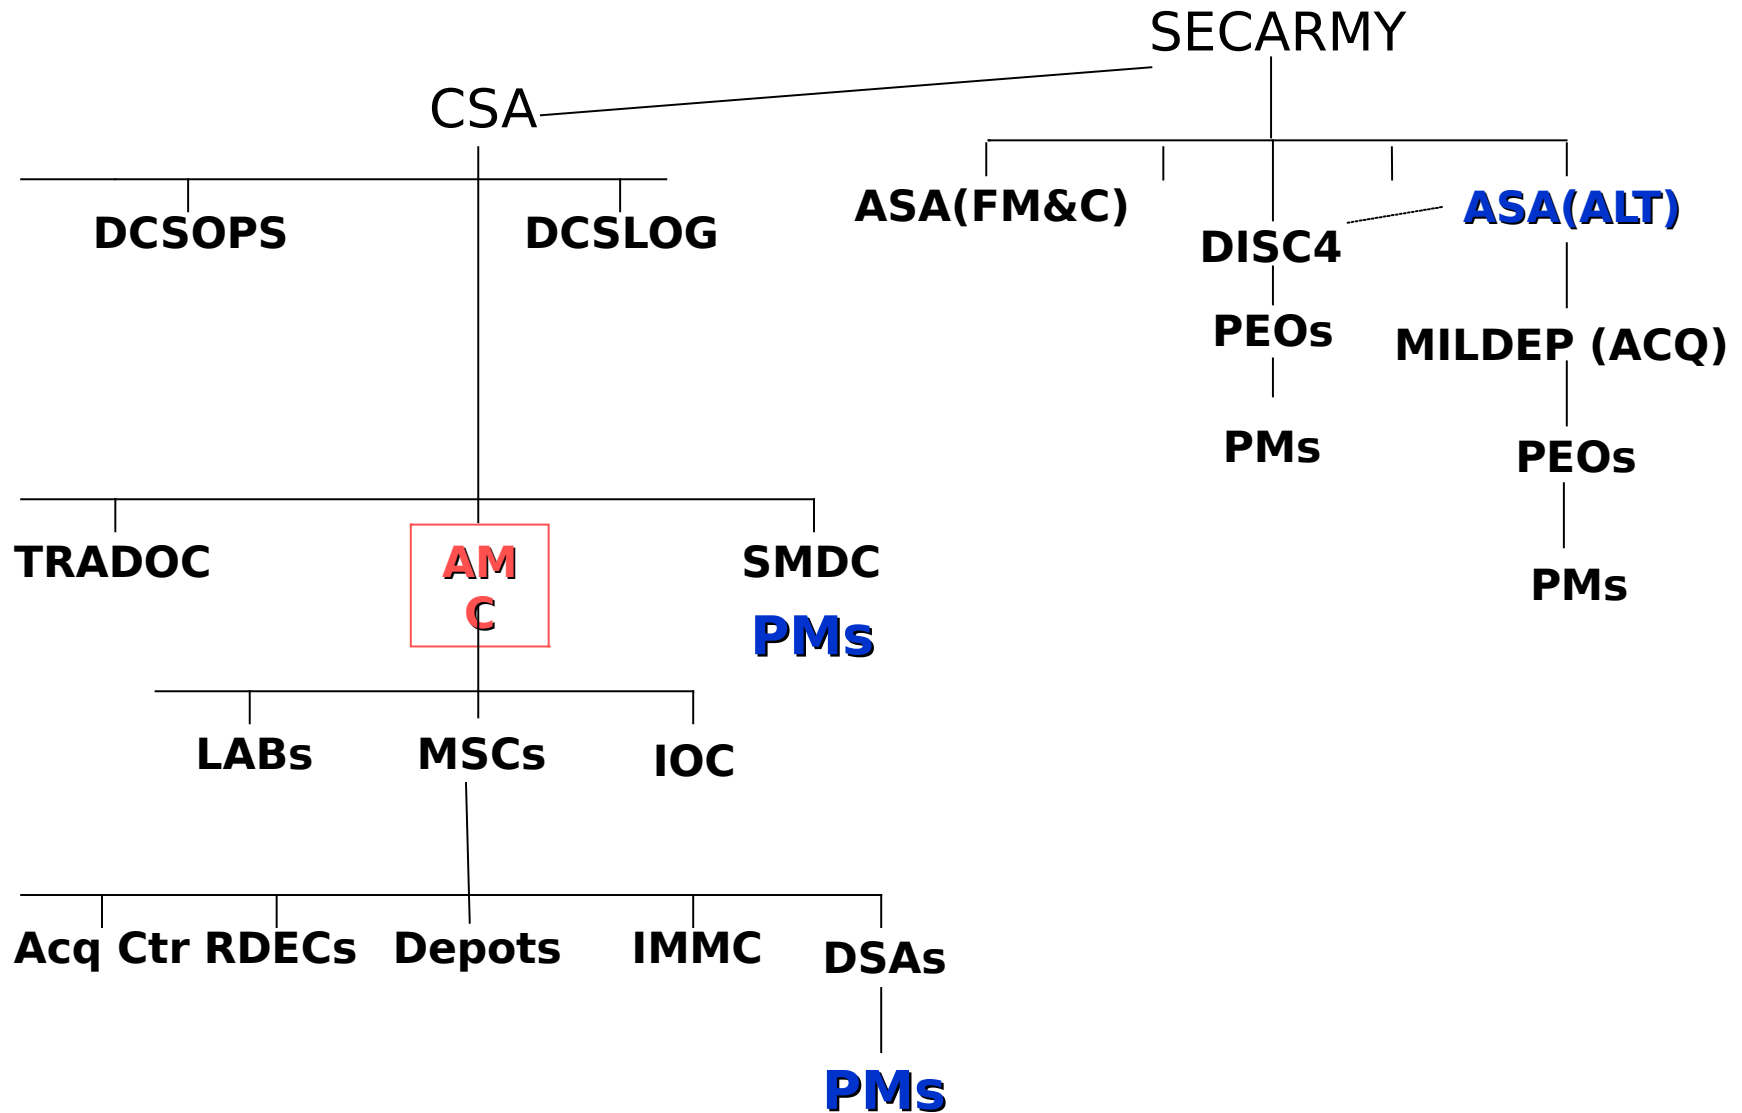 SECARMY
CSA
ASA(FM&C)
ASA(ALT)
DCSOPS
DCSLOG
DISC4
PEOs
MILDEP (ACQ)
PMs
PEOs
TRADOC
AM
C
SMDC
PMs
PMs
LABs
MSCs
IOC
Acq Ctr
RDECs
Depots
IMMC
DSAs
PMs